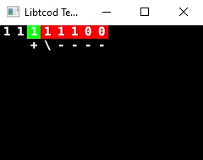 Libtcod Te...
1 1 1 1 1 1 0 0
+ \ - - - -